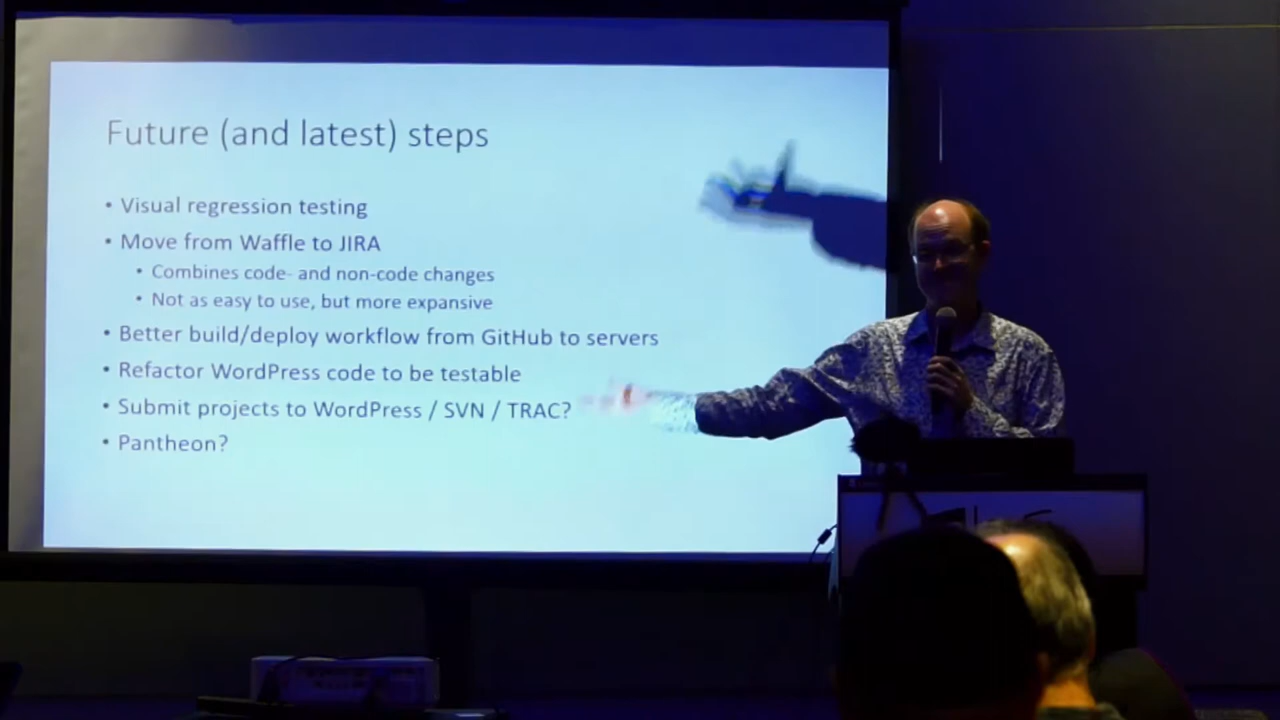 Future (and latest) steps
• Visual regression testing
• Move from Waffle to JIRA
• Combines code- and non-code changes
• Not as easy to use, but more expansive
• Better build/deploy workflow from GitHub to servers
• Refactor WordPress code to be testable
• Submit projects to WordPress / SVN / TRAC?
• Pantheon?